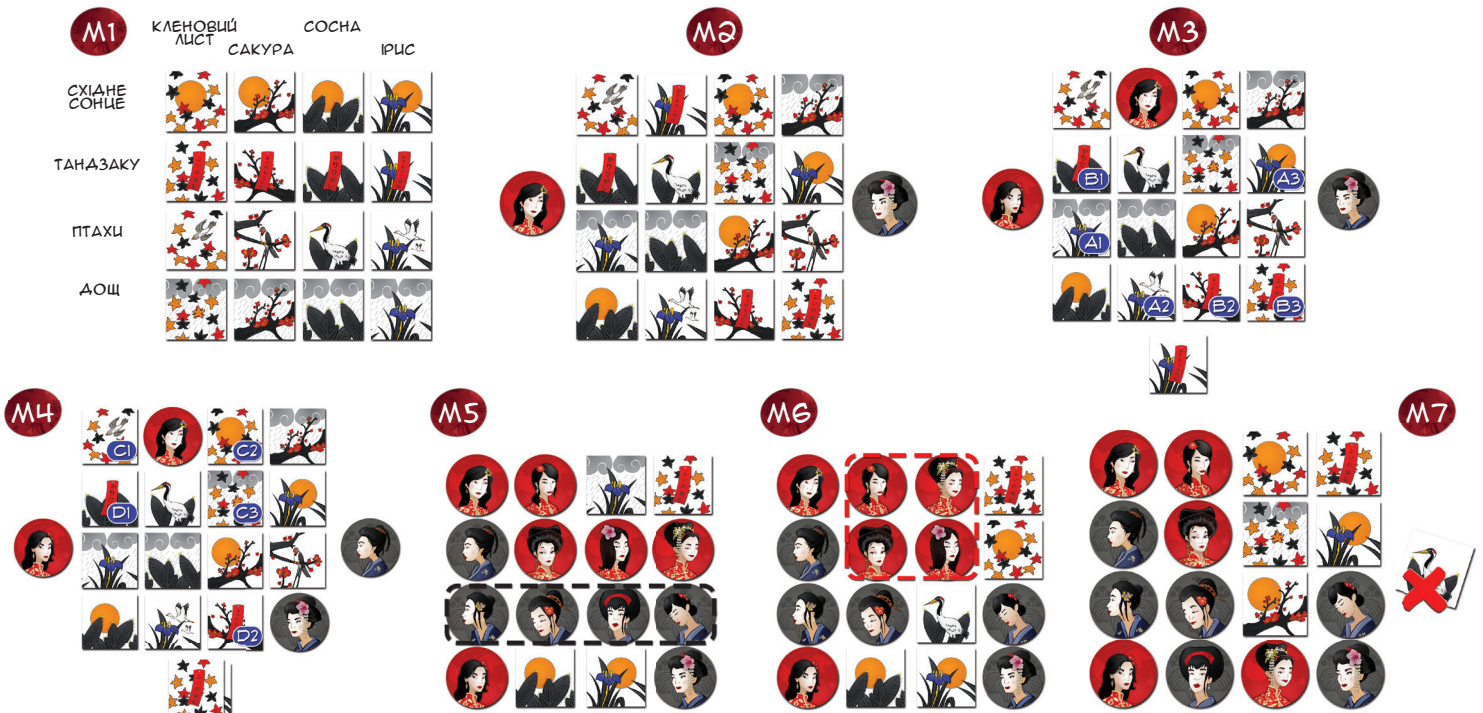 M1
КЛЕНОВИЙ
ЛИСТ
САКУРА
СОСНА
ІРИС
СХІДНЕ
СОНЦЕ
ТАНДЗАКУ
ПТАХИ
ДОЩ
M2
M3
B1
A3
A1
A2
B2
B3
M4
C1
C2
D1
C3
D2
M5
M6
M7